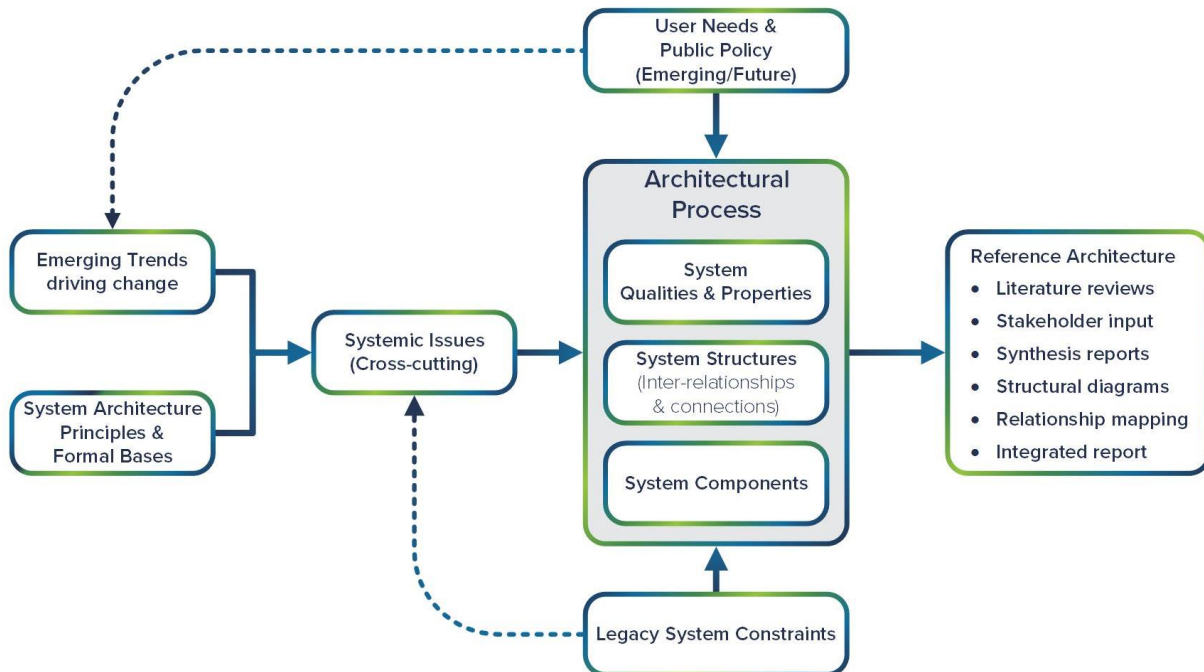 User Needs &
Public Policy
(Emerging/Future)
Emerging Trends
driving change
System Architecture
Principles &
Formal Bases
Systemic Issues
(Cross-cutting)
Architectural
Process
System
Qualities & Properties
System Structures
(Inter-relationships
& connections)
System Components
Legacy System Constraints
Reference Architecture
• Literature reviews
• Stakeholder input
• Synthesis reports
• Structural diagrams
• Relationship mapping
• Integrated report